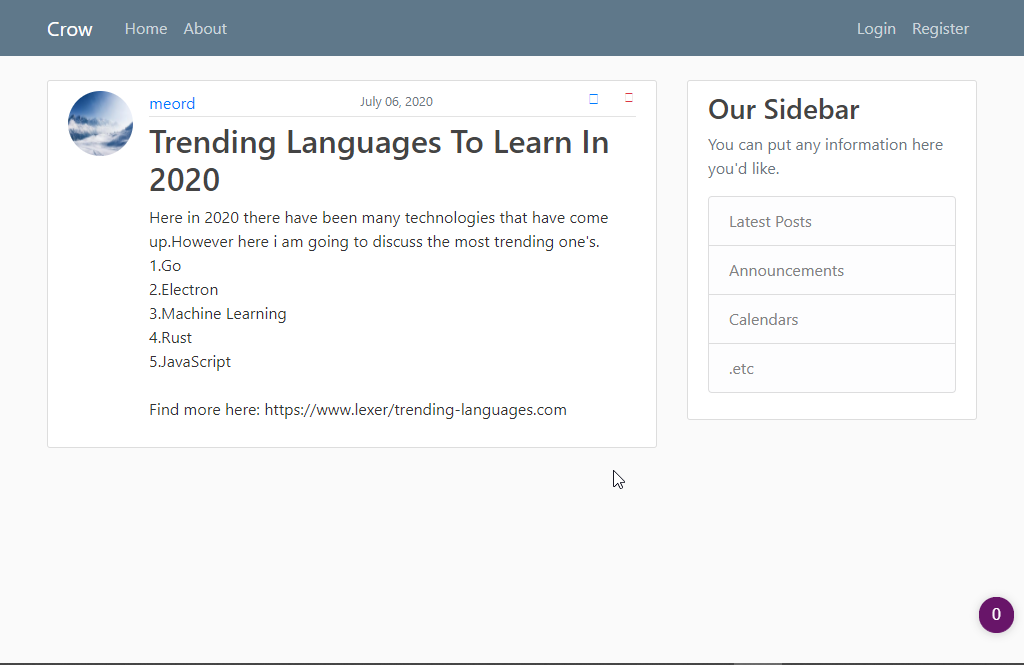 Crow Home About Login Register
meord July 06, 2020
Trending Languages To Learn In
2020
Here in 2020 there have been many technologies that have come
up.However here i am going to discuss the most trending one's.
1.Go
2.Electron
3.Machine Learning
4.Rust
5.JavaScript
Find more here: https://www.lexer/trending-languages.com
Our Sidebar
You can put any information here
you'd like.
Latest Posts
Announcements
Calendars
.etc
0